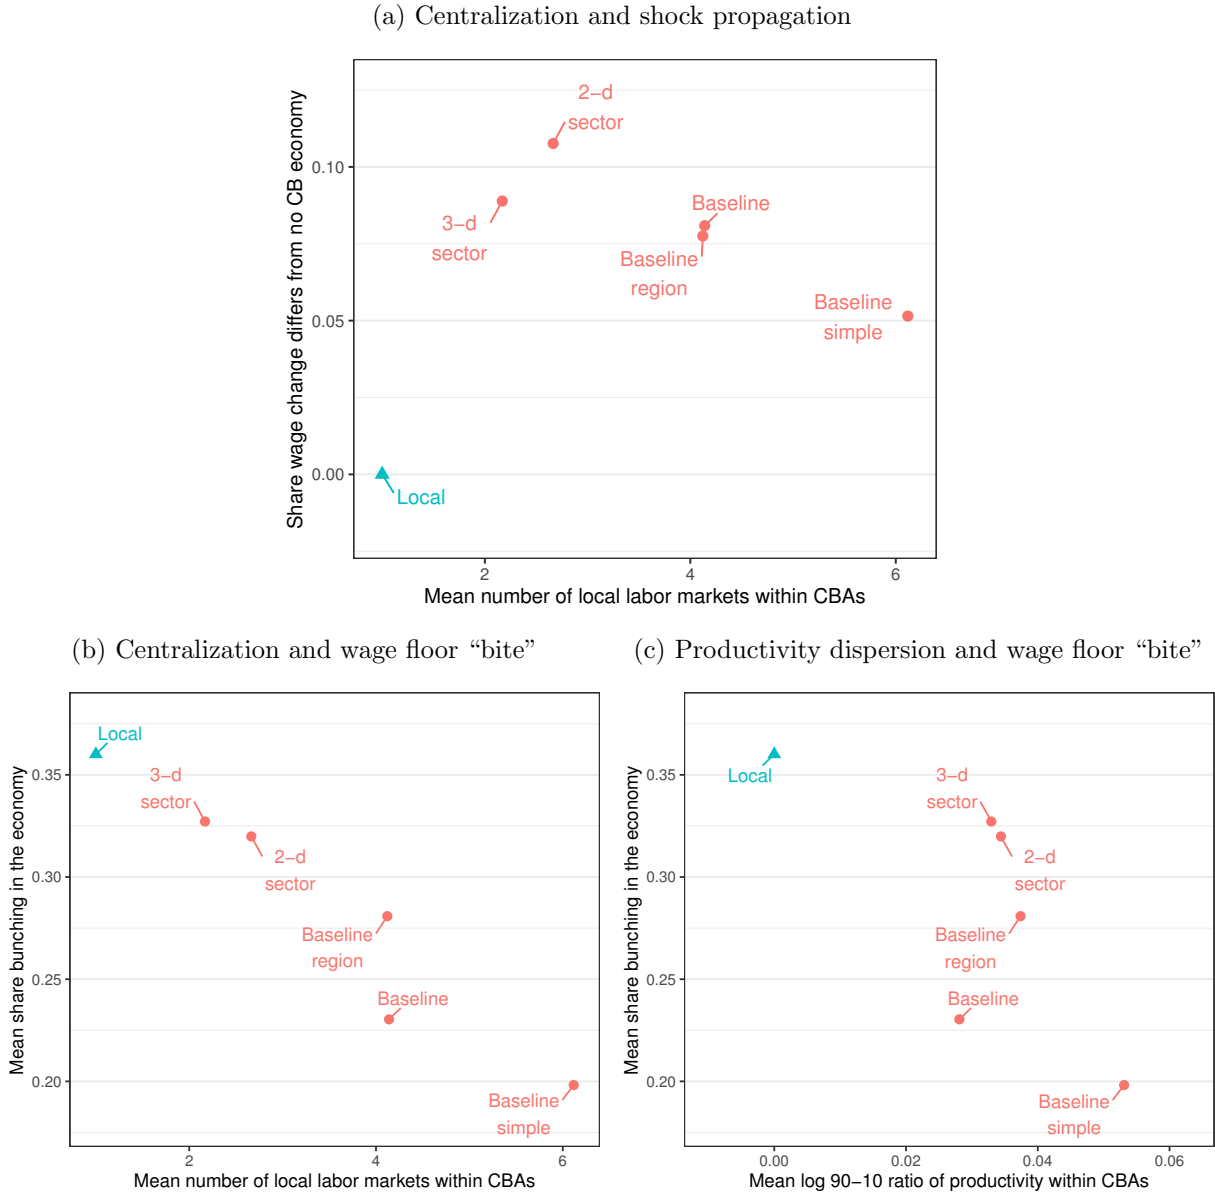 (a) Centralization and shock propagation
Share wage change differs from no CB economy
0.10
0.05
0.00
2−d
sector
3−d
sector
Baseline
Baseline
region
Baseline
simple
Local
2
4
6
Mean number of local labor markets within CBAs
(b) Centralization and wage floor “bite”
Mean share bunching in the economy
0.35
0.30
0.25
0.20
Local
3−d
sector
2−d
sector
Baseline
region
Baseline
Baseline
simple
2
4
6
Mean number of local labor markets within CBAs
(c) Productivity dispersion and wage floor “bite”
Mean share bunching in the economy
0.35
0.30
0.25
0.20
Local
3−d
sector
2−d
sector
Baseline
region
Baseline
Baseline
simple
0.00
0.02
0.04
0.06
Mean log 90−10 ratio of productivity within CBAs